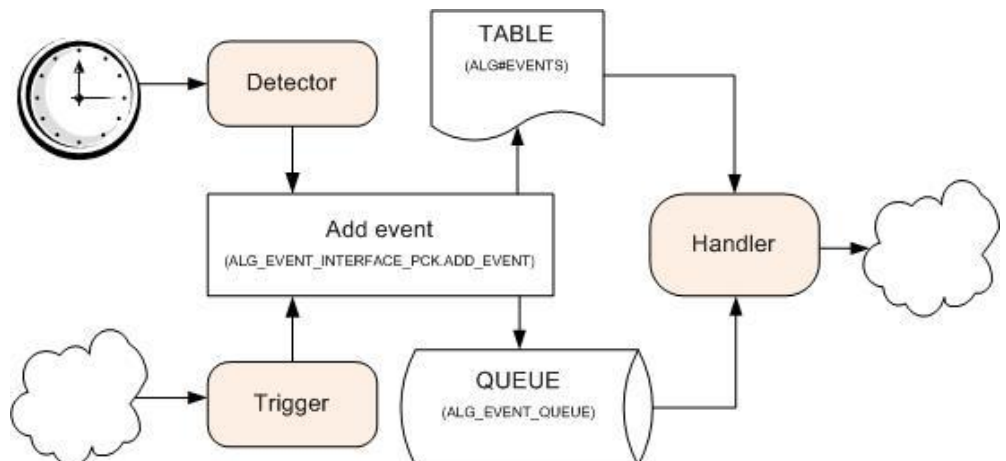 TABLE
(ALG#EVENTS)
Detector
Add event
(ALG_EVENT_INTERFACE_PCK.ADD_EVENT)
Handler
Trigger
QUEUE
(ALG_EVENT_QUEUE)